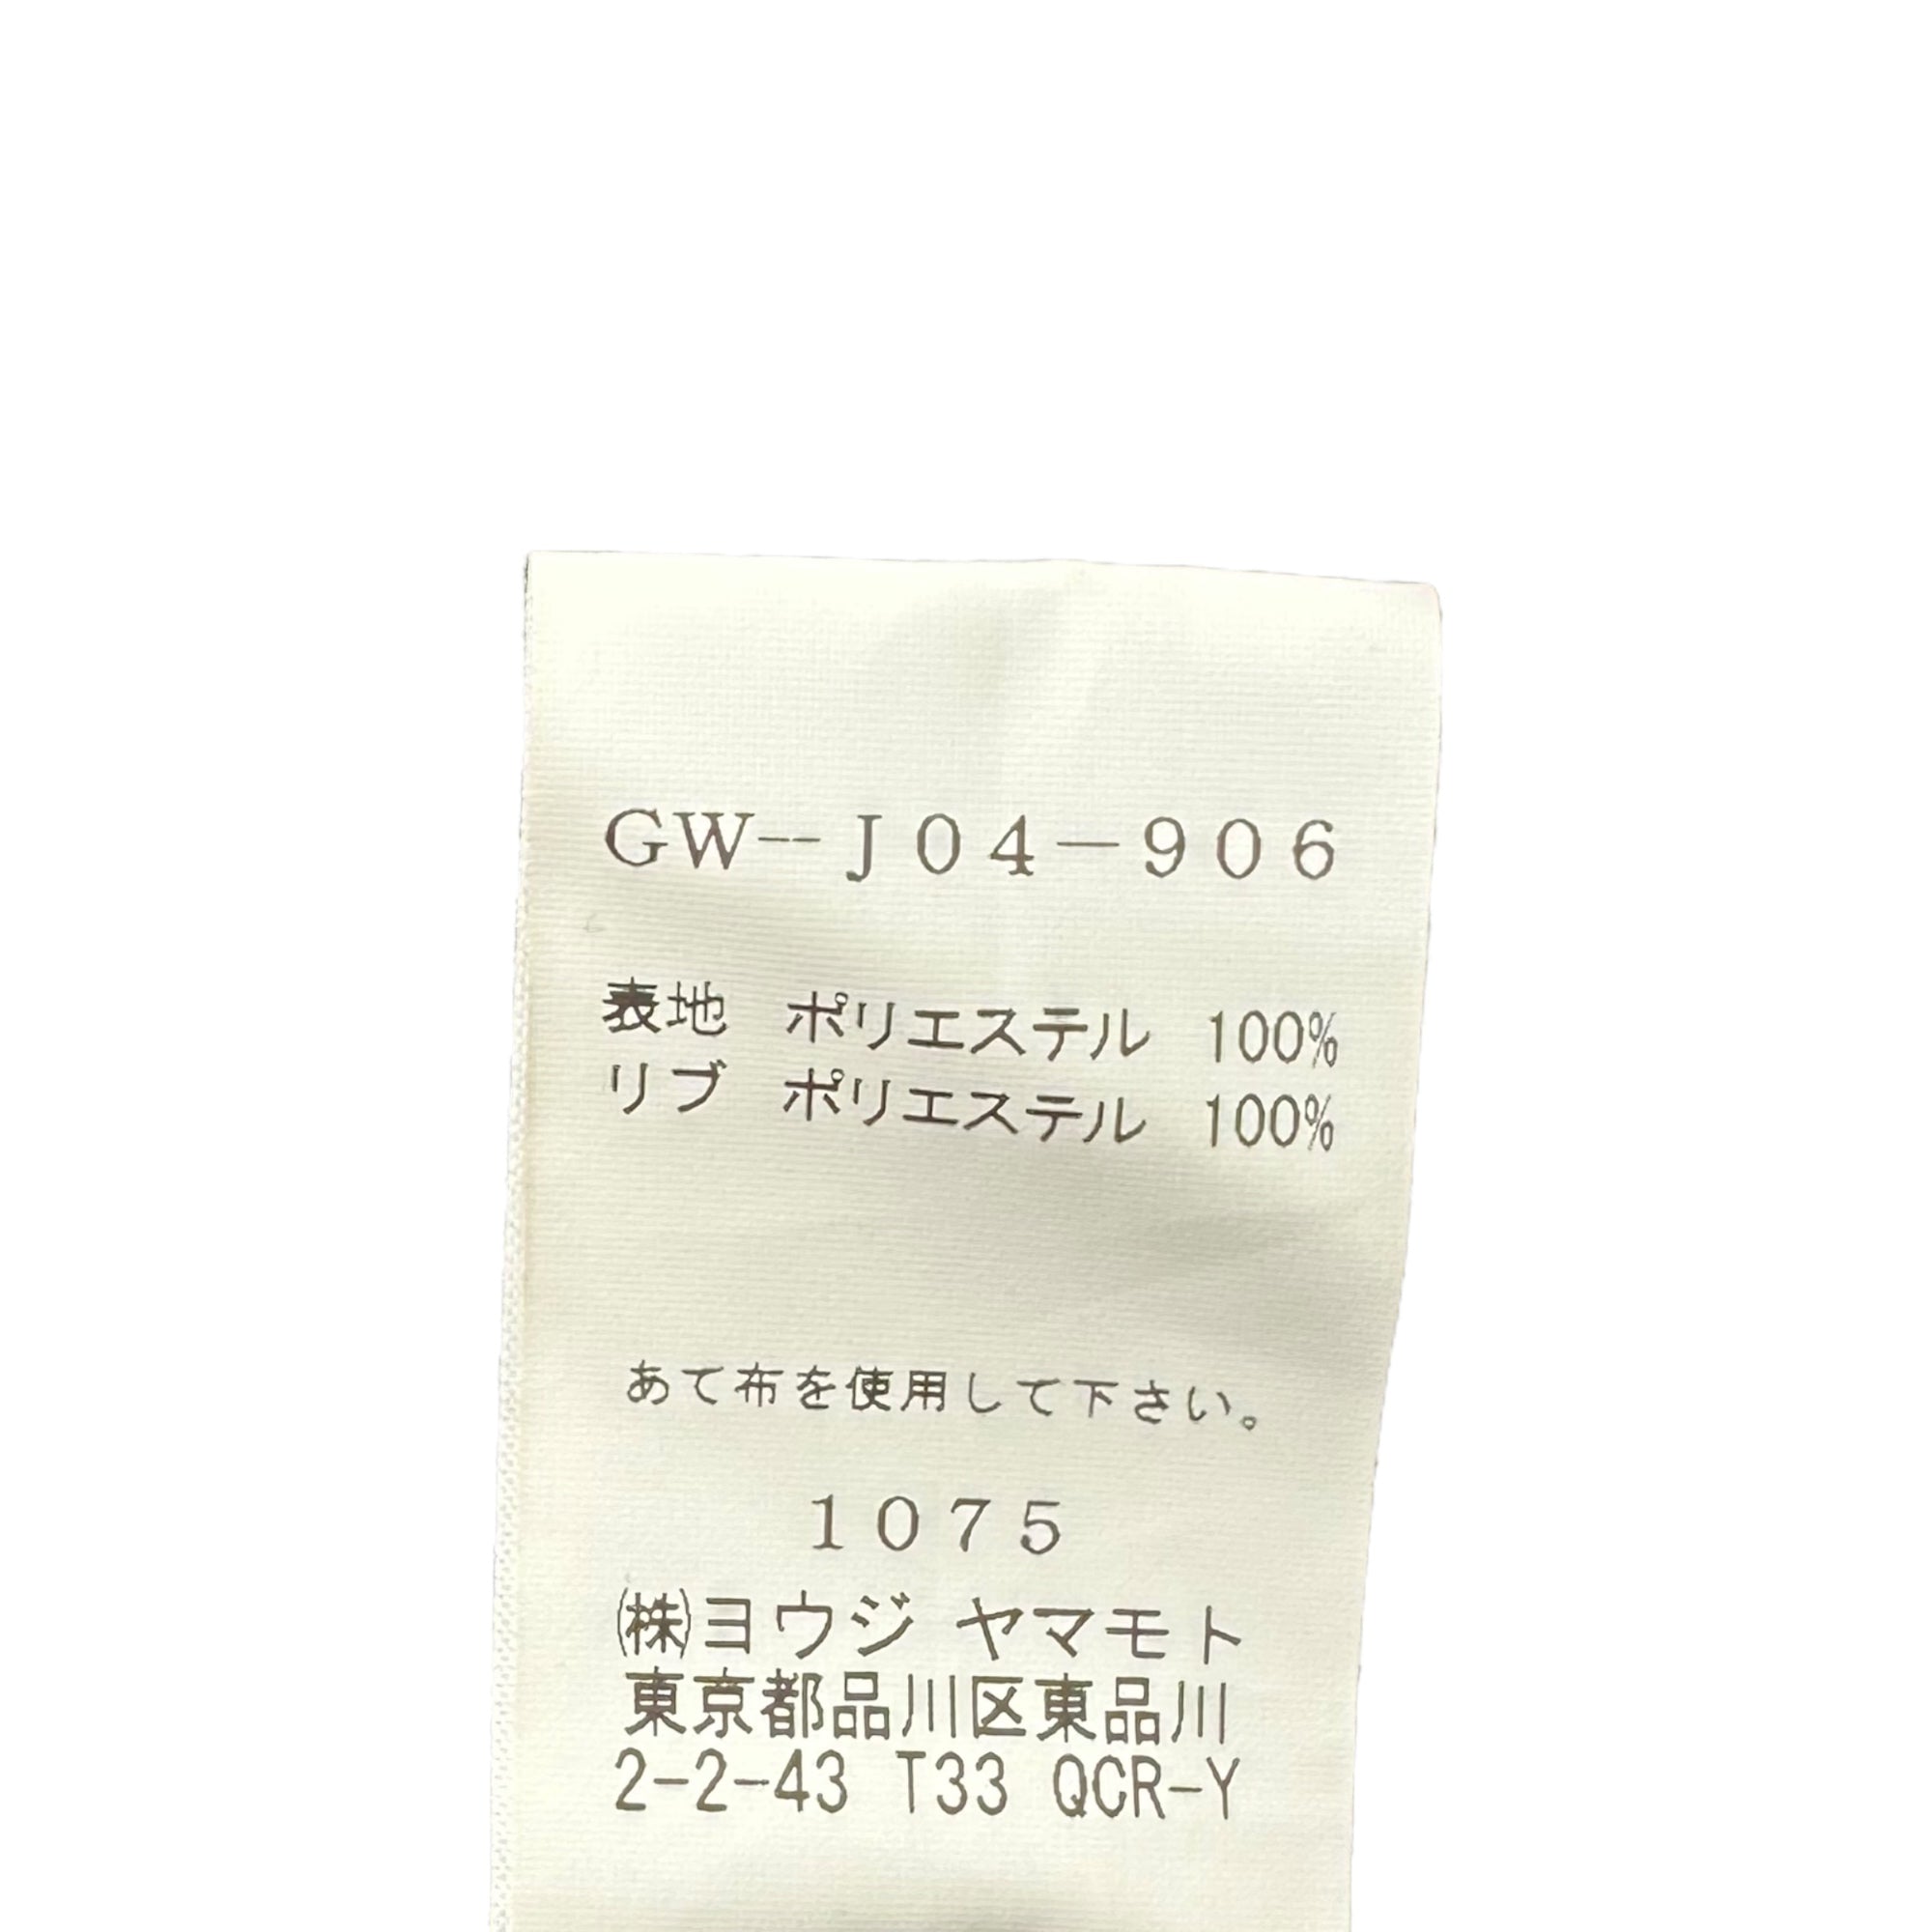 GW-J04-906
表地 ポリエステル 100%
リブ ポリエステル 100%
あて布を使用して下さい。
1075
㈱ヨウジ ヤマモト
東京都品川区東品川
2-2-43 T33 QCR-Y